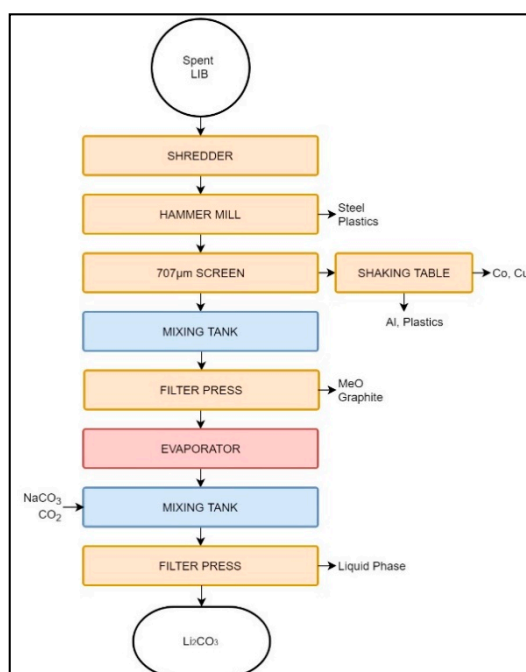 Spent
LIB
SHREDDER
HAMMER MILL
Steel
Plastics
707µm SCREEN
SHAKING TABLE
Co, Cu
Al, Plastics
MIXING TANK
FILTER PRESS
MeO
Graphite
EVAPORATOR
NaCO₃
CO₂
MIXING TANK
FILTER PRESS
Liquid Phase
Li₂CO₃